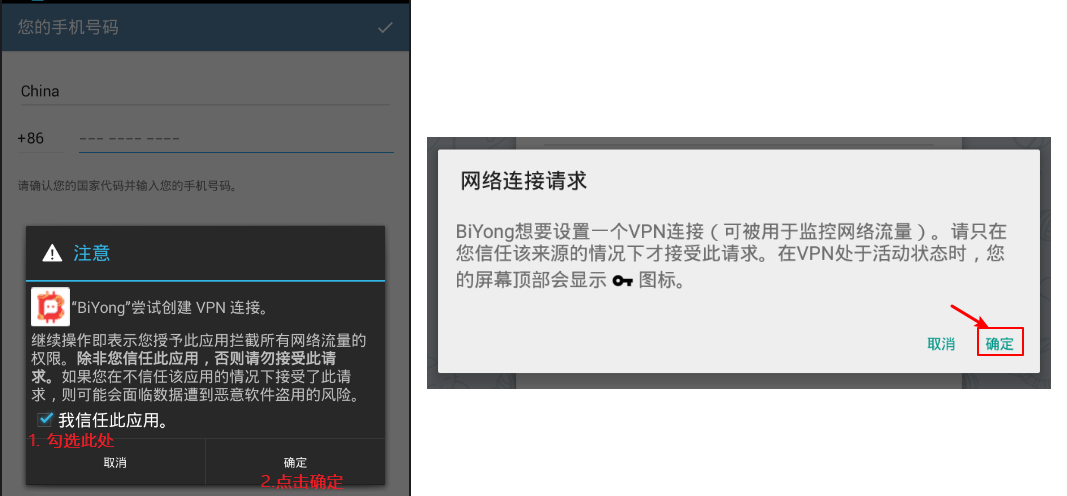 您的手机号码
China
+86
--- ---- ----
请确认您的国家代码并输入您的手机号码。
注意
“BiYong”尝试创建 VPN 连接。
继续操作即表示您授予此应用拦截所有网络流量的
权限。除非您信任此应用，否则请勿接受此请
求。如果您在不信任该应用的情况下接受了此请
求，则可能会面临数据遭到恶意软件盗用的风险。
我信任此应用。
1. 勾选此处
取消
确定
2.点击确定
网络连接请求
BiYong想要设置一个VPN连接（可被用于监控网络流量）。请只在
您信任该来源的情况下才接受此请求。在VPN处于活动状态时，您
的屏幕顶部会显示 图标。
取消
确定